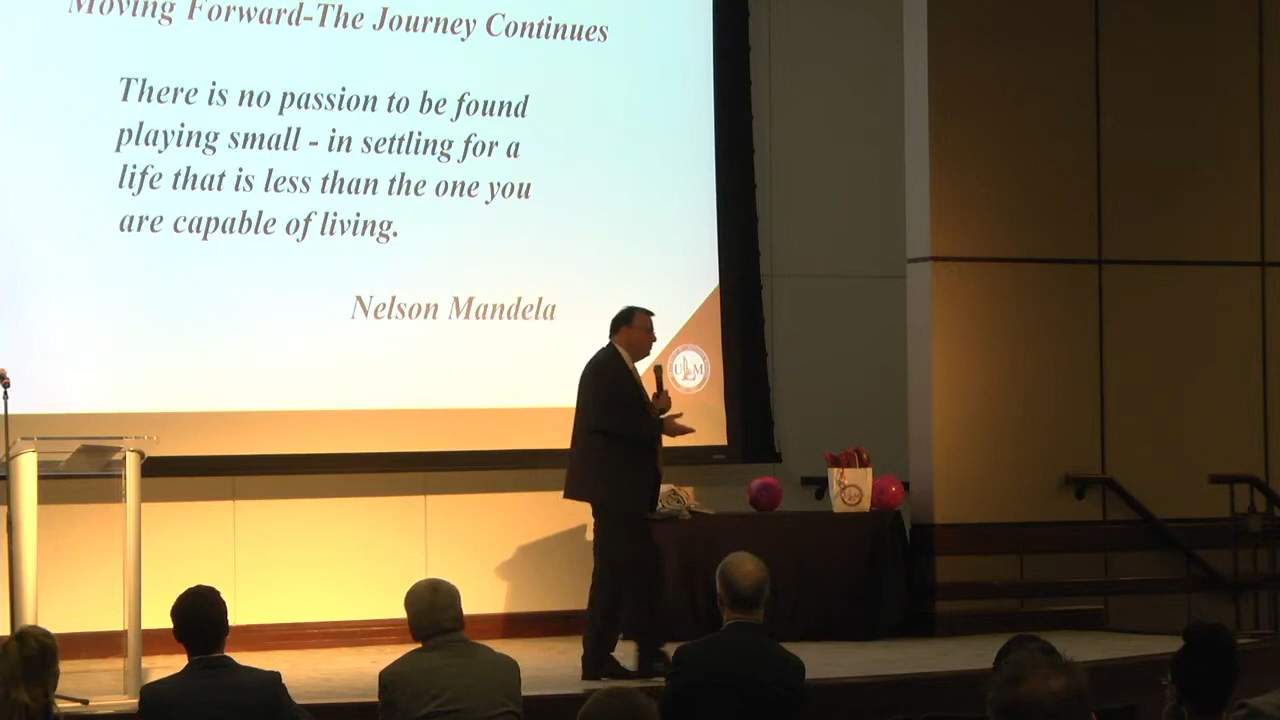 Moving Forward-The Journey Continues
There is no passion to be found
playing small - in settling for a
life that is less than the one you
are capable of living.
Nelson Mandela
ULM